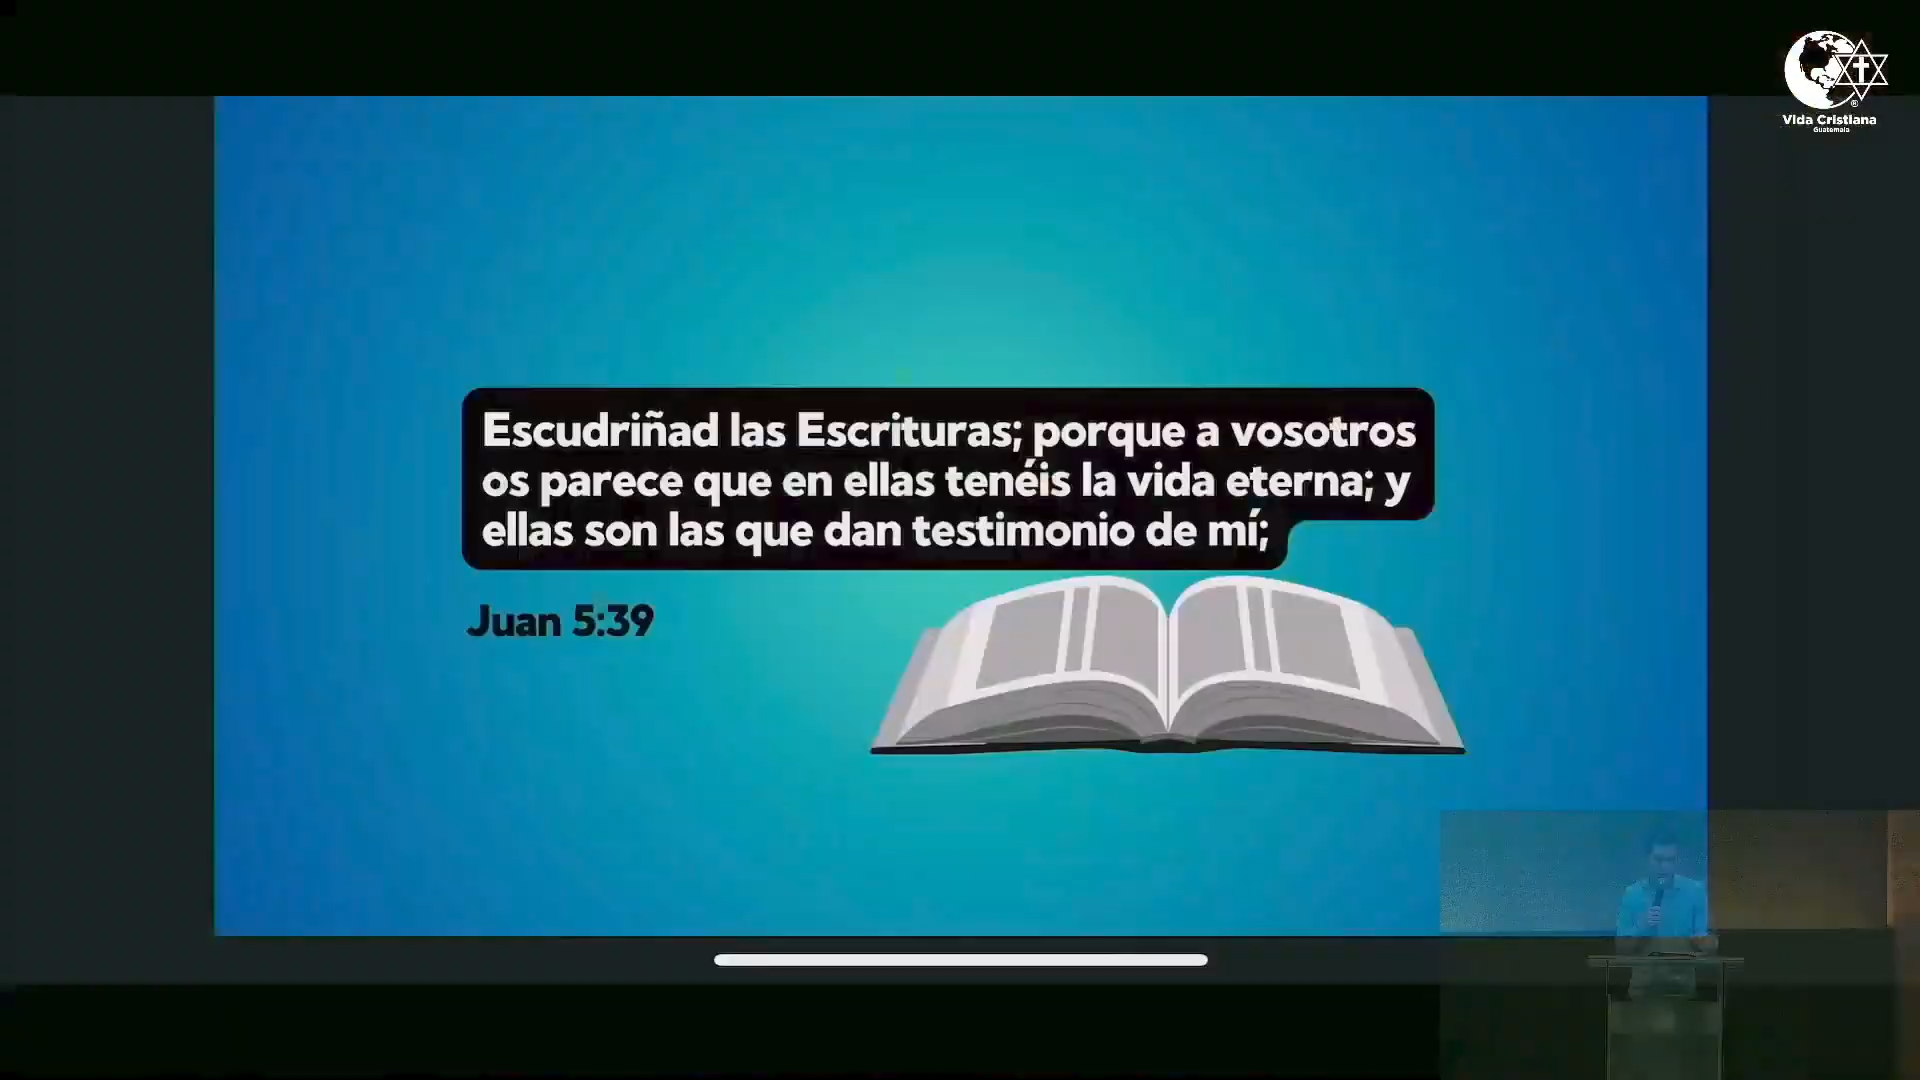 Vida Cristiana
Guatemala
Escudriñad las Escrituras; porque a vosotros
os parece que en ellas tenéis la vida eterna; y
ellas son las que dan testimonio de mí;
Juan 5:39